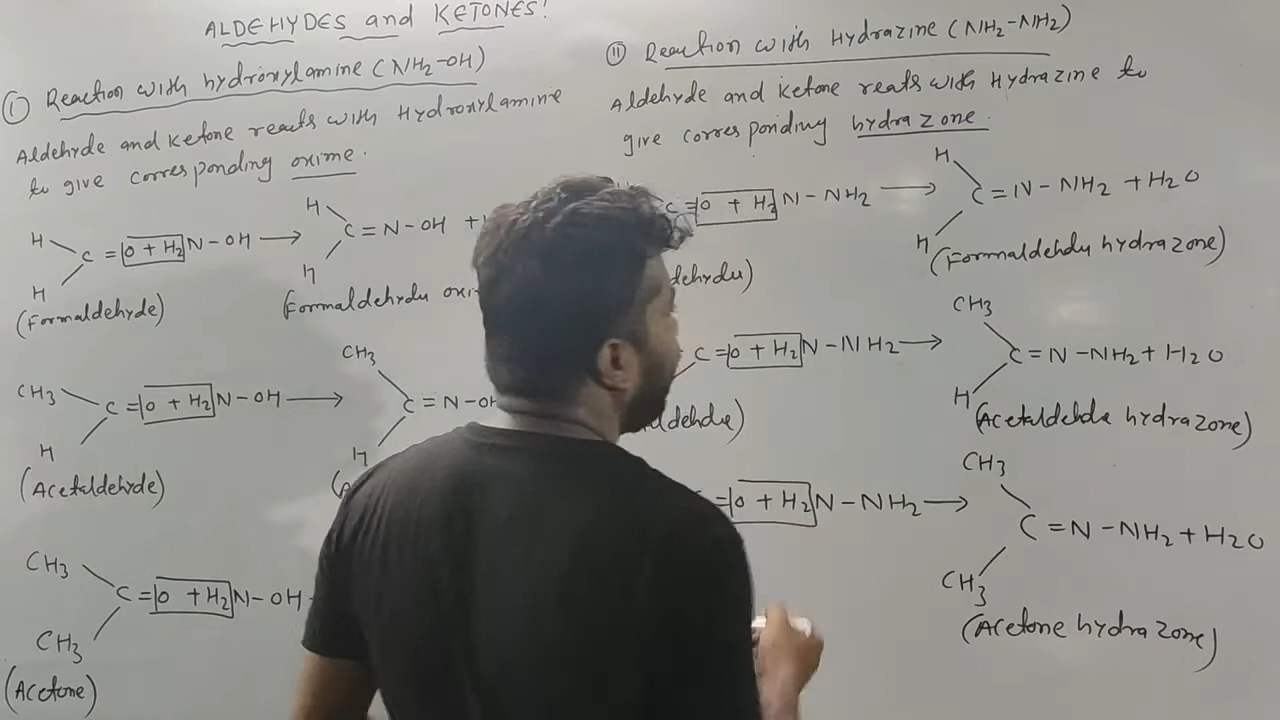 ALDEHYDES and KETONES!
I Reaction with hydroxylamine (NH2-OH)
Aldehyde and Ketone reacts with Hydroxylamine
to give corresponding oxime.
H
H
C=O + H2N-OH →
H
H
C=N-OH +
(Formaldehyde)
(Formaldehyde
CH3
H
C=O + H2N-OH →
CH3
H
C=N-OH
(Acetaldehyde)
CH3
CH3
C=O + H2N-OH
(Acetone)
II Reaction with Hydrazine (NH2-NH2)
Aldehyde and Ketone reats with Hydrazine to
give corresponding hydrazone.
C=O + H2N-NH2 →
H
H
C=N-NH2 + H2O
(Formaldehyde hydrazone)
C=O + H2N-NH2 →
CH3
H
C=N-NH2 + H2O
(Acetaldehde hydrazone)
=O + H2N-NH2 →
CH3
CH3
C=N-NH2 + H2O
(Acetone hydrazone)